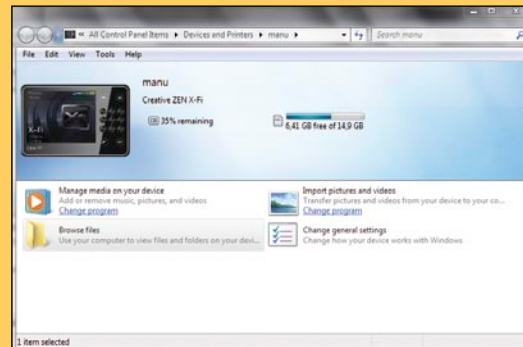 « All Control Panel Items ▸ Devices and Printers ▸ manu ▸
Search manu
File Edit View Tools Help
manu
Creative ZEN X-Fi
35% remaining
6,41 GB free of 14,9 GB
X-Fi
Manage media on your device
Add or remove music, pictures, and videos
Change program
Import pictures and videos
Transfer pictures and videos from your device to your co...
Change program
Browse files
Use your computer to view files and folders on your devi...
Change general settings
Change how your device works with Windows
1 item selected